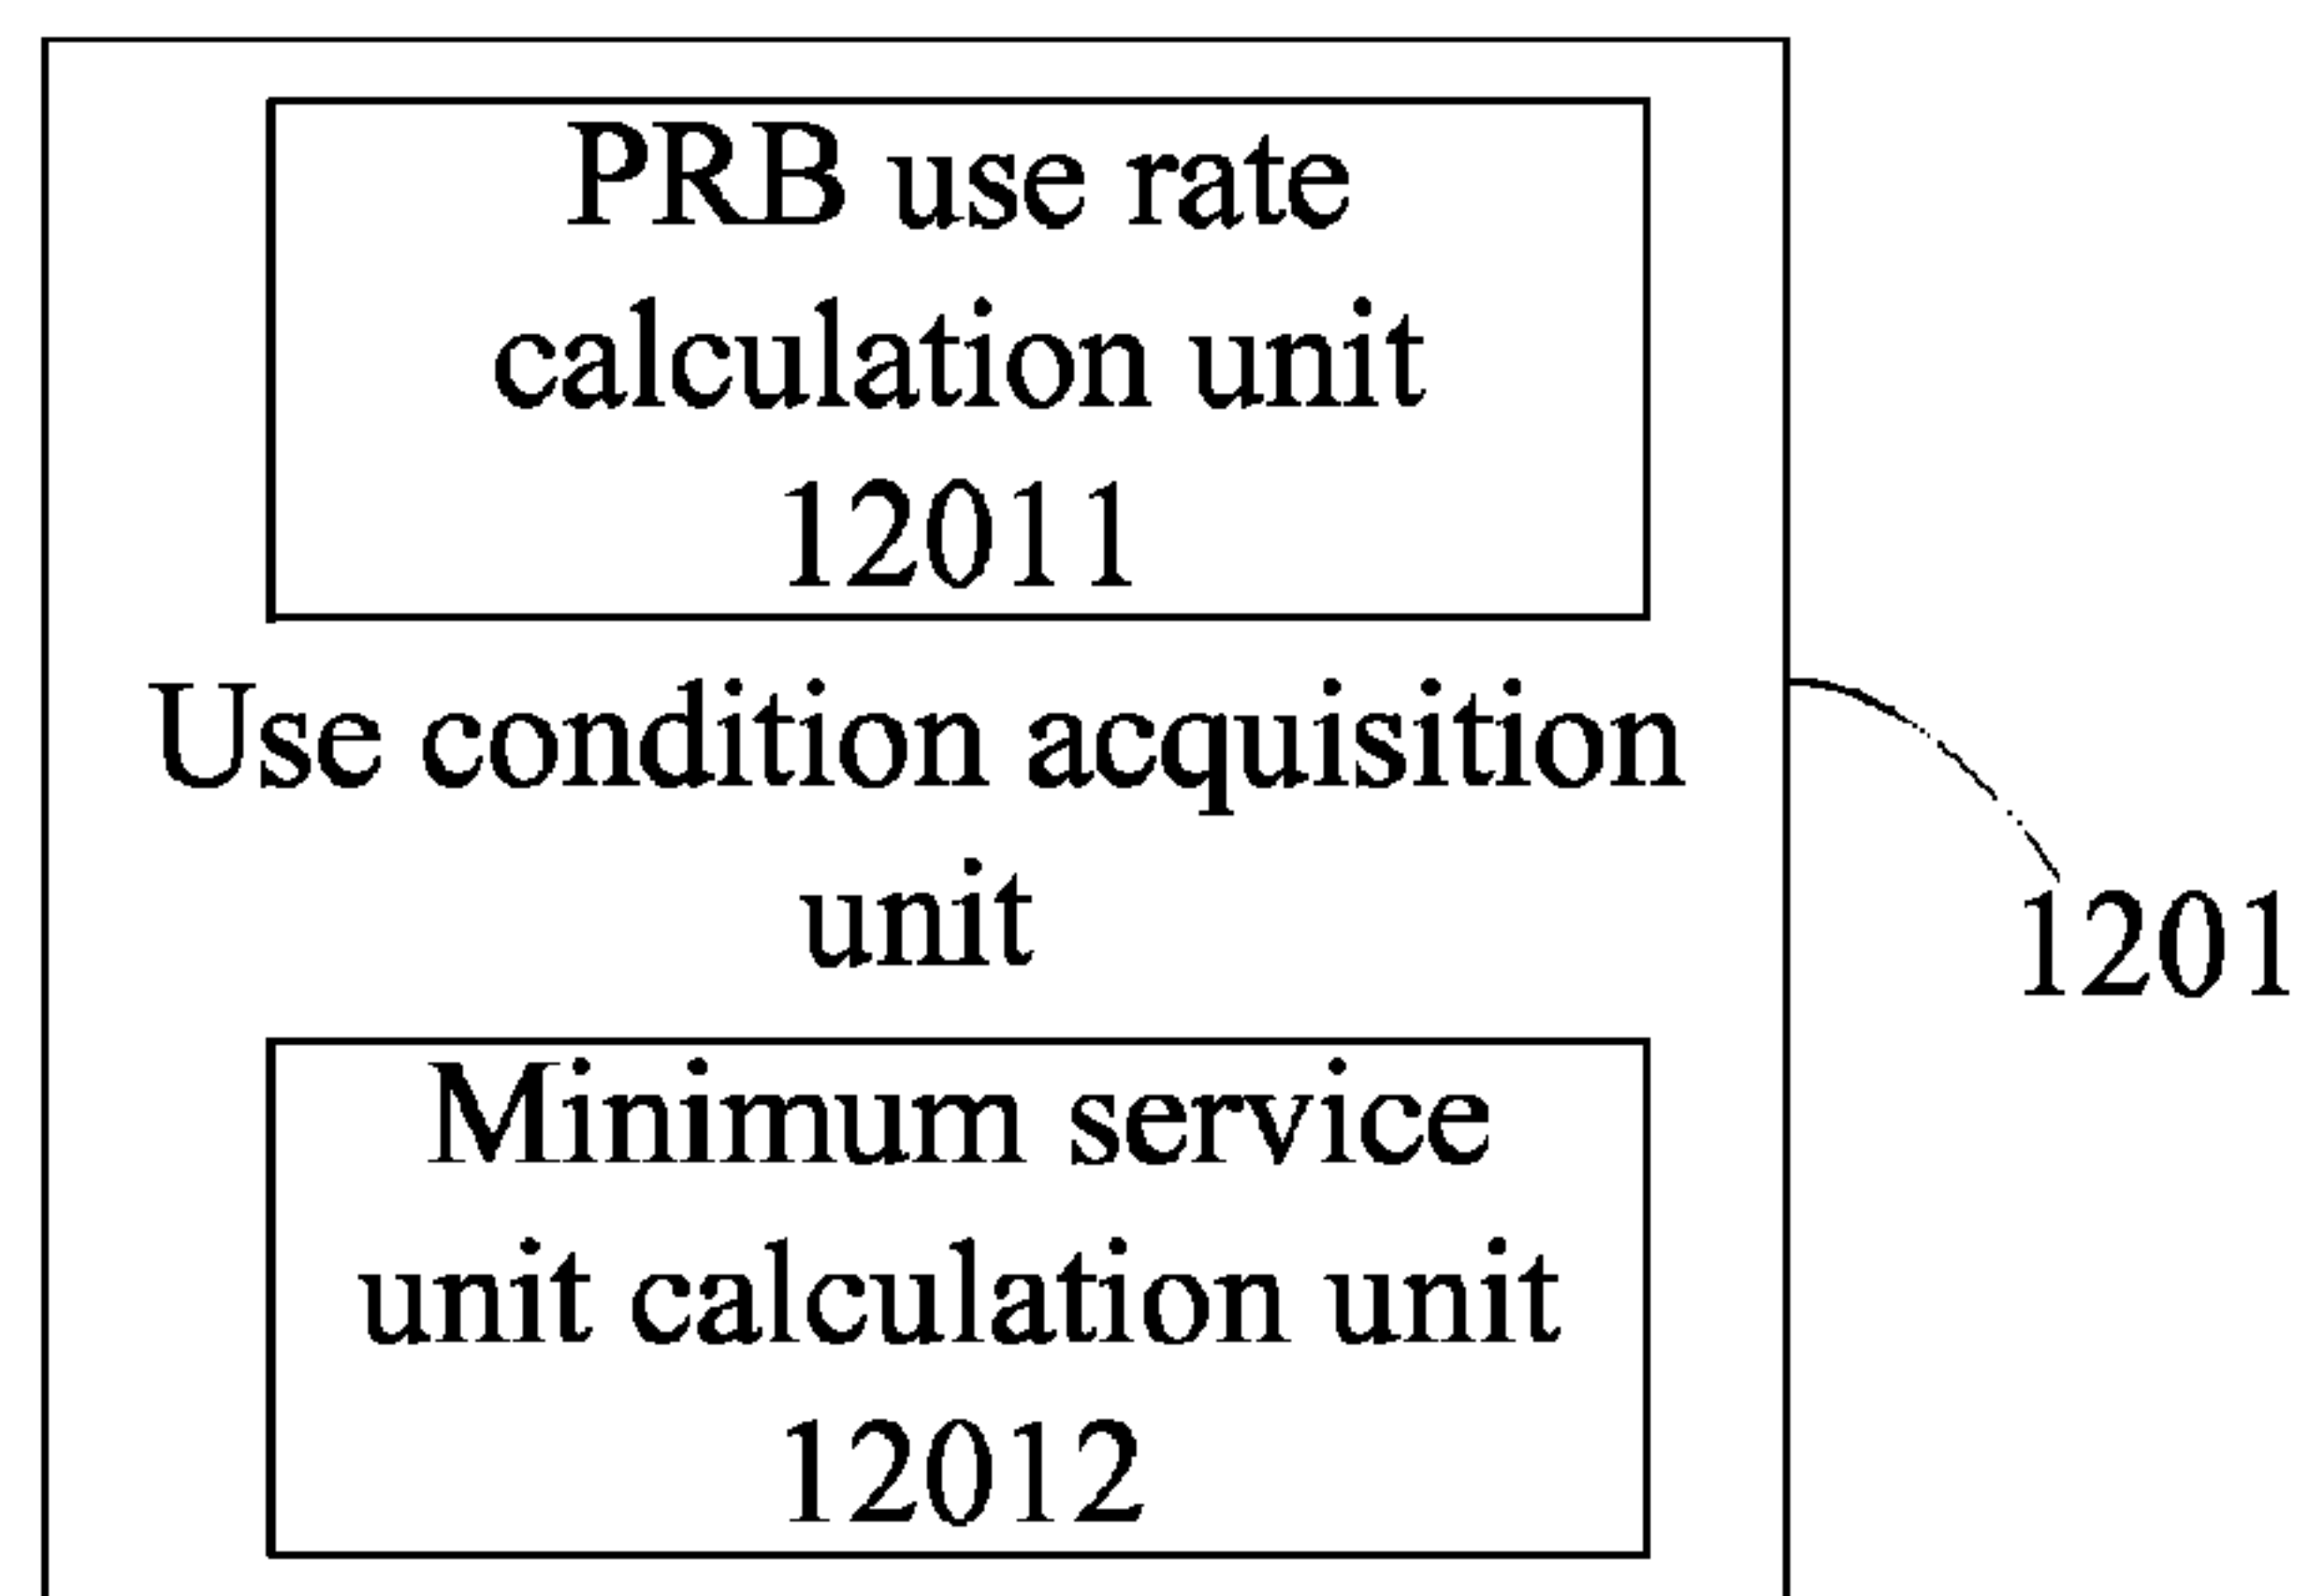 PRB use rate
calculation unit
12011
Use condition acquisition
unit
1201
Minimum service
unit calculation unit
12012